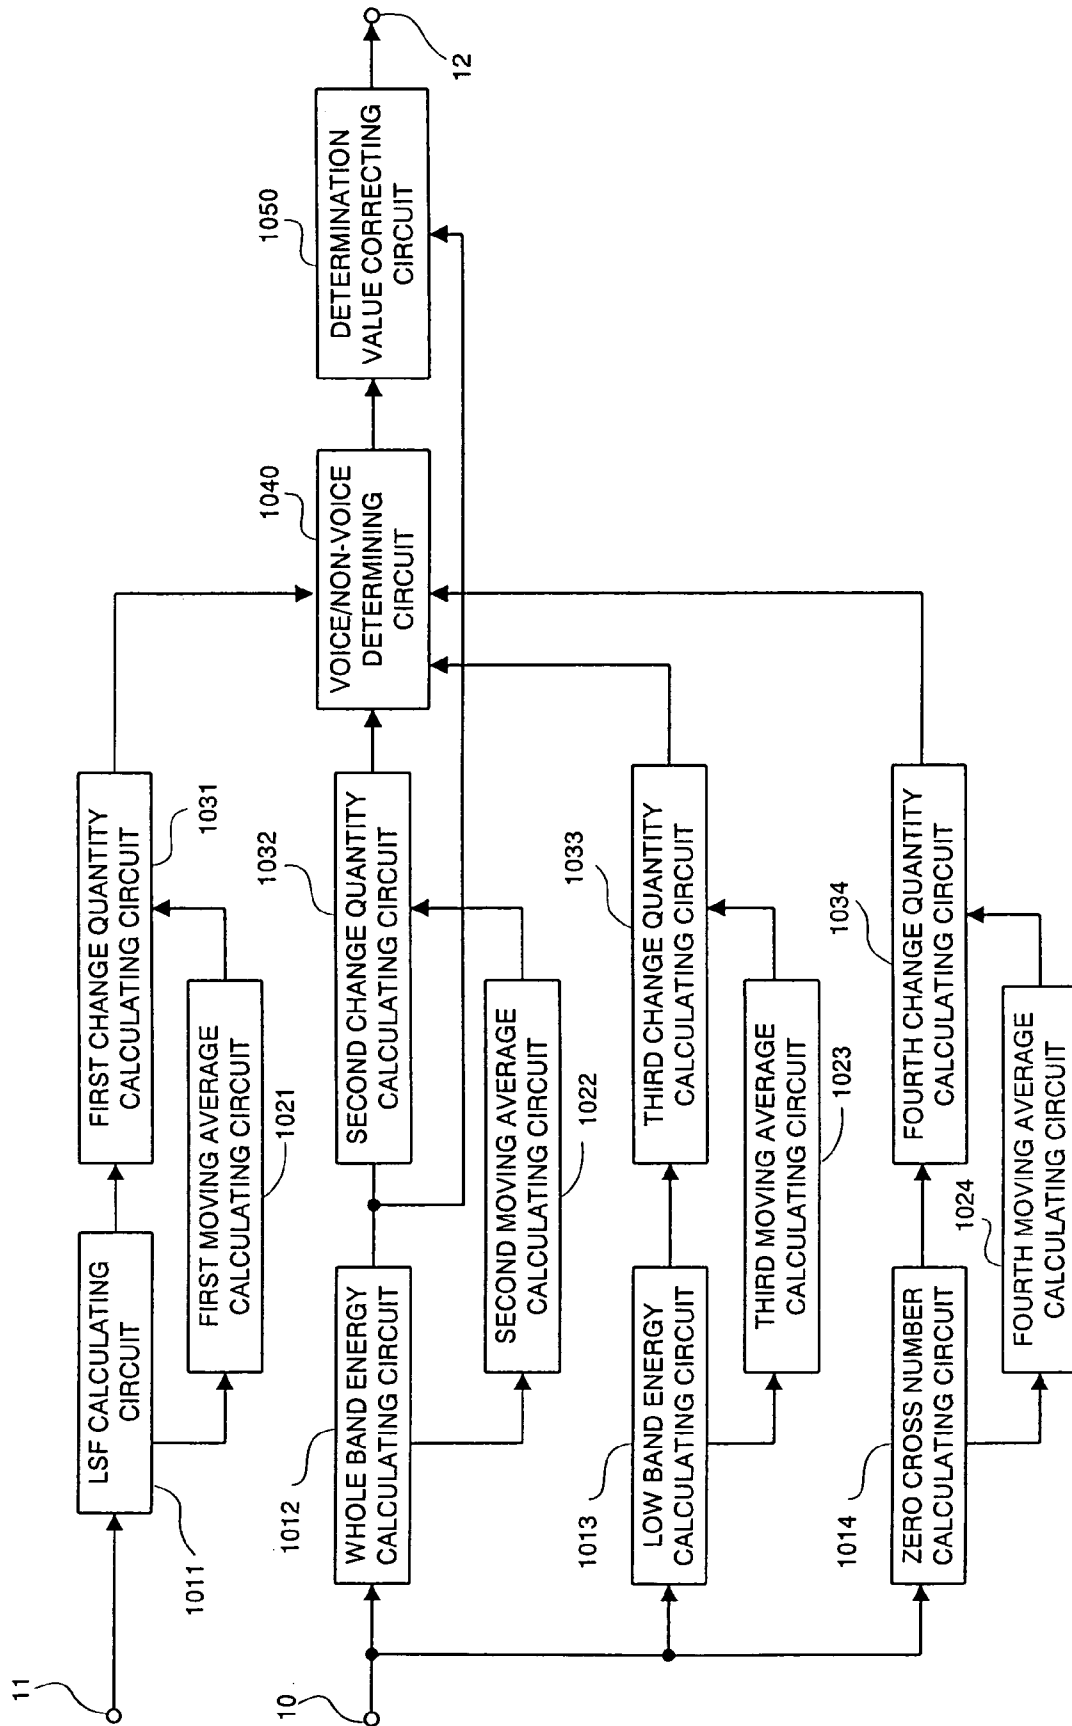 11
LSF CALCULATING
CIRCUIT
1011
FIRST CHANGE QUANTITY
CALCULATING CIRCUIT
1031
FIRST MOVING AVERAGE
CALCULATING CIRCUIT
1021
10
WHOLE BAND ENERGY
CALCULATING CIRCUIT
1012
SECOND CHANGE QUANTITY
CALCULATING CIRCUIT
1032
SECOND MOVING AVERAGE
CALCULATING CIRCUIT
1022
VOICE/NON-VOICE
DETERMINING
CIRCUIT
1040
DETERMINATION
VALUE CORRECTING
CIRCUIT
1050
12
LOW BAND ENERGY
CALCULATING CIRCUIT
1013
THIRD CHANGE QUANTITY
CALCULATING CIRCUIT
1033
THIRD MOVING AVERAGE
CALCULATING CIRCUIT
1023
ZERO CROSS NUMBER
CALCULATING CIRCUIT
1014
FOURTH CHANGE QUANTITY
CALCULATING CIRCUIT
1034
FOURTH MOVING AVERAGE
CALCULATING CIRCUIT
1024